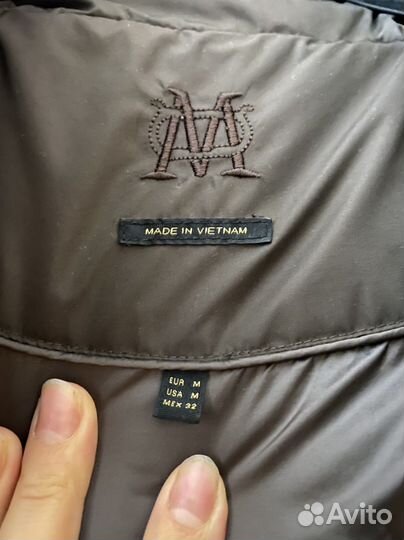 MADE IN VIETNAM
EUR M
USA M
MEX 32
Avito